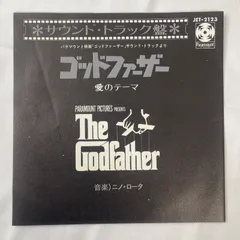 JET-2123
＊サウンド・トラック盤＊
Paramount
パラマウント映画"ゴッドファーザー"サウンド・トラックより
ゴッドファーザー
愛のテーマ
PARAMOUNT PICTURES PRESENTS
The
Godfather
音楽）ニノ・ロータ